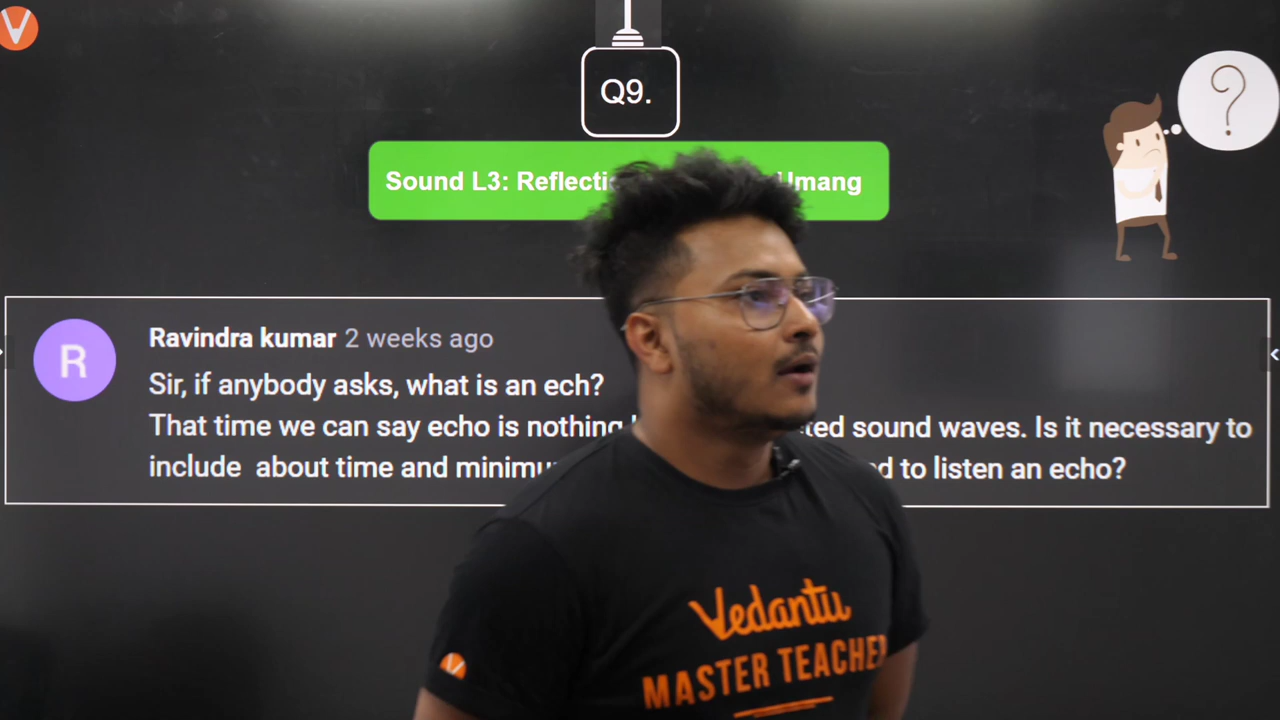 Q9.
?
Sound L3: Reflecti Umang
R
Ravindra kumar 2 weeks ago
Sir, if anybody asks, what is an ech?
That time we can say echo is nothing ted sound waves. Is it necessary to
include about time and minimu d to listen an echo?
Vedantu
MASTER TEACHER